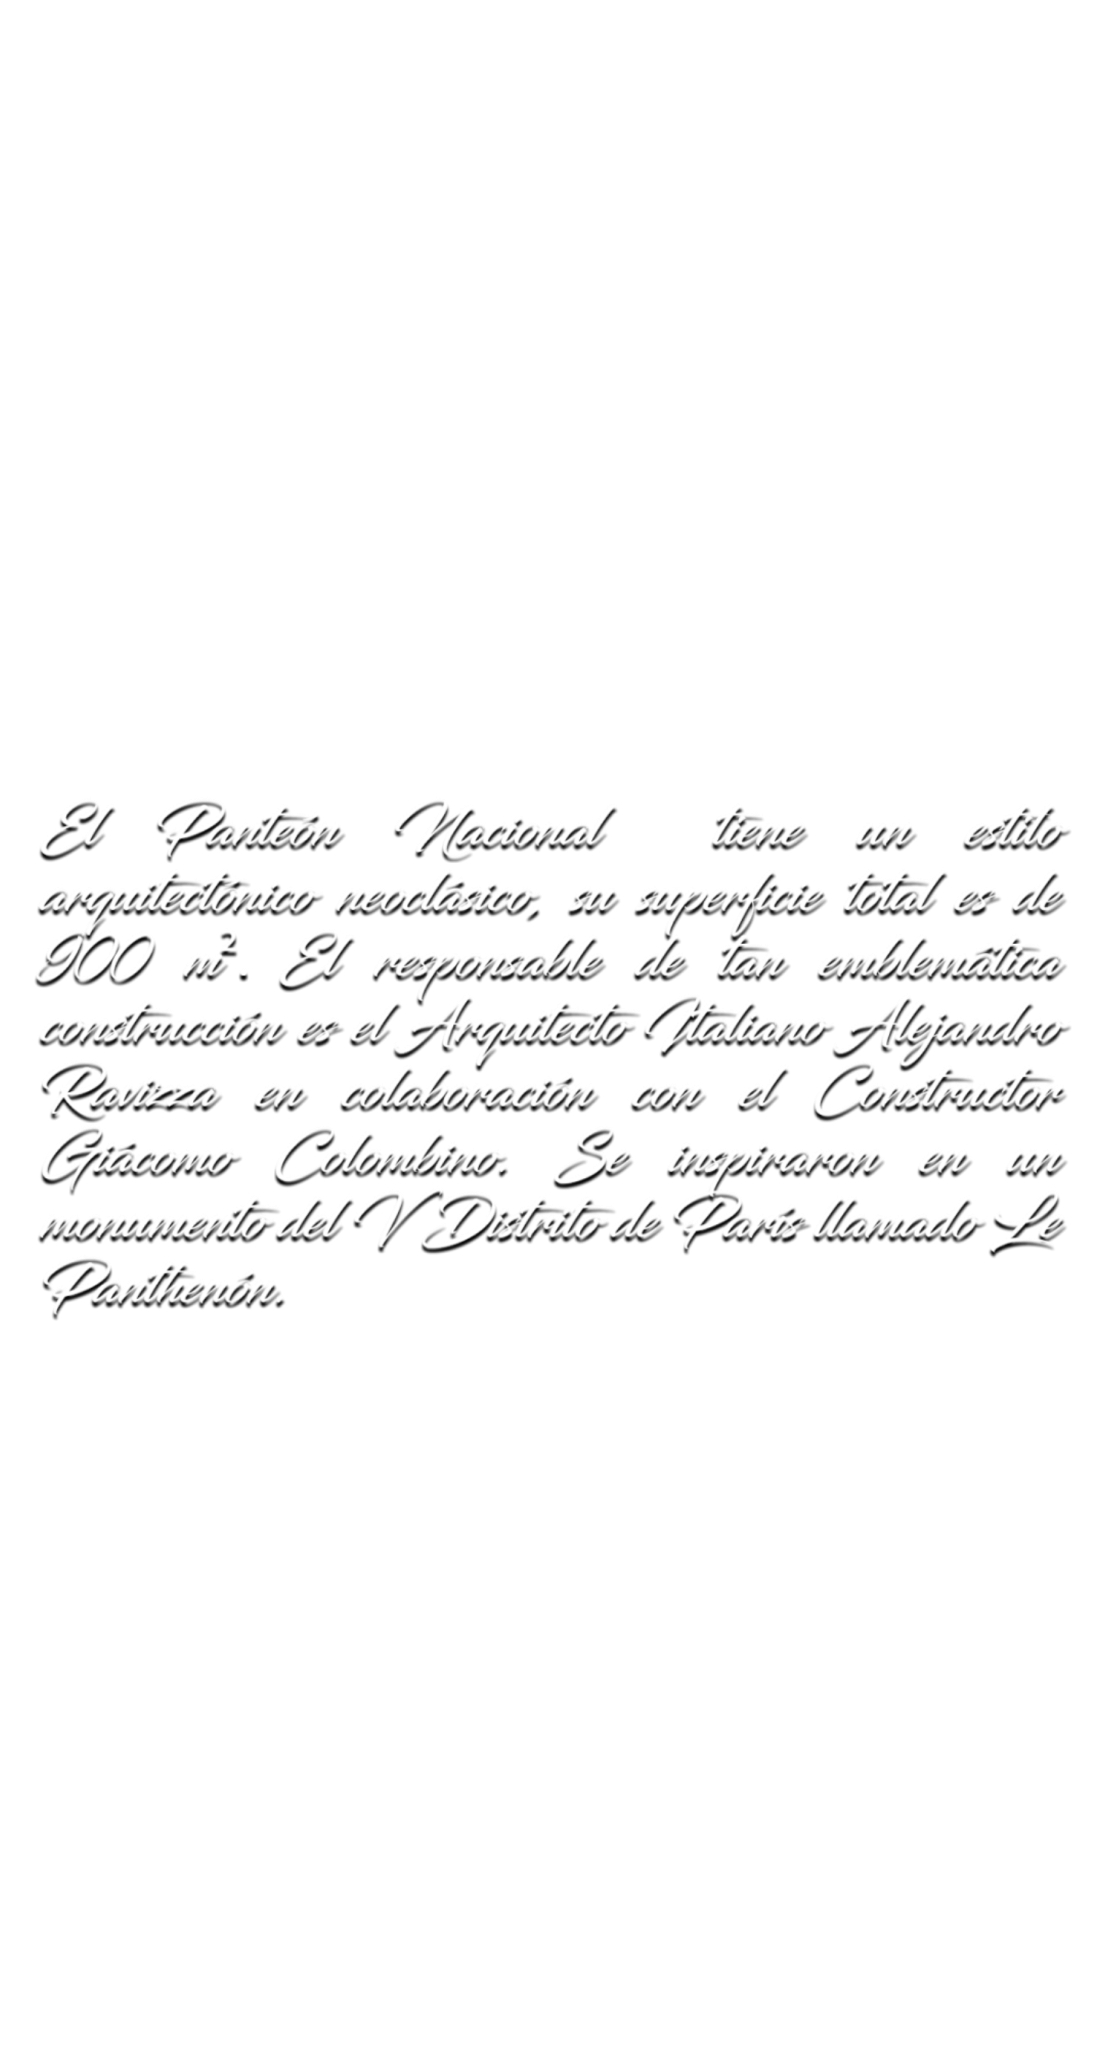 El Panteón Nacional tiene un estilo
arquitectónico neoclásico, su superficie total es de
900 m². El responsable de tan emblemática
construcción es el Arquitecto Italiano Alejandro
Ravizza en colaboración con el Constructor
Giácomo Colombino. Se inspiraron en un
monumento del V Distrito de París llamado Le
Panthenón.